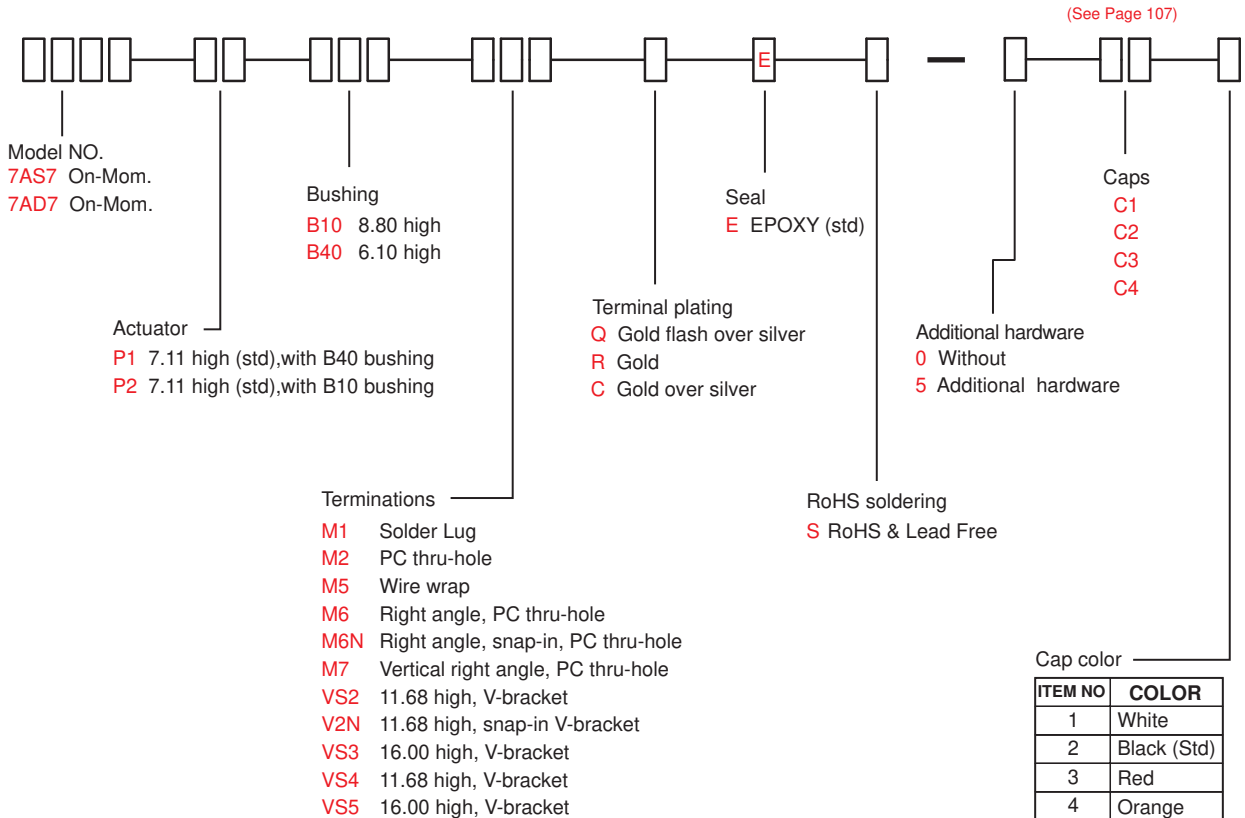 (See Page 107)
E
Model NO.
7AS7 On-Mom.
7AD7 On-Mom.
Actuator
P1 7.11 high (std),with B40 bushing
P2 7.11 high (std),with B10 bushing
Bushing
B10 8.80 high
B40 6.10 high
Terminations
M1 Solder Lug
M2 PC thru-hole
M5 Wire wrap
M6 Right angle, PC thru-hole
M6N Right angle, snap-in, PC thru-hole
M7 Vertical right angle, PC thru-hole
VS2 11.68 high, V-bracket
V2N 11.68 high, snap-in V-bracket
VS3 16.00 high, V-bracket
VS4 11.68 high, V-bracket
VS5 16.00 high, V-bracket
Terminal plating
Q Gold flash over silver
R Gold
C Gold over silver
Seal
E EPOXY (std)
RoHS soldering
S RoHS & Lead Free
Additional hardware
0 Without
5 Additional hardware
Caps
C1
C2
C3
C4
Cap color
ITEM NO COLOR
1 White
2 Black (Std)
3 Red
4 Orange